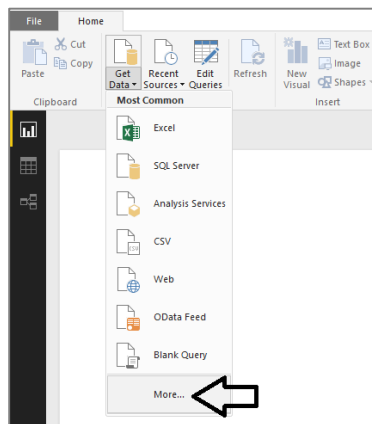 File Home
Cut
Copy
Paste
Get Data
Recent Sources
Edit Queries
Refresh
New Visual
Text Box
Image
Shapes
Clipboard
Insert
Most Common
Excel
SQL Server
Analysis Services
CSV
Web
OData Feed
Blank Query
More...